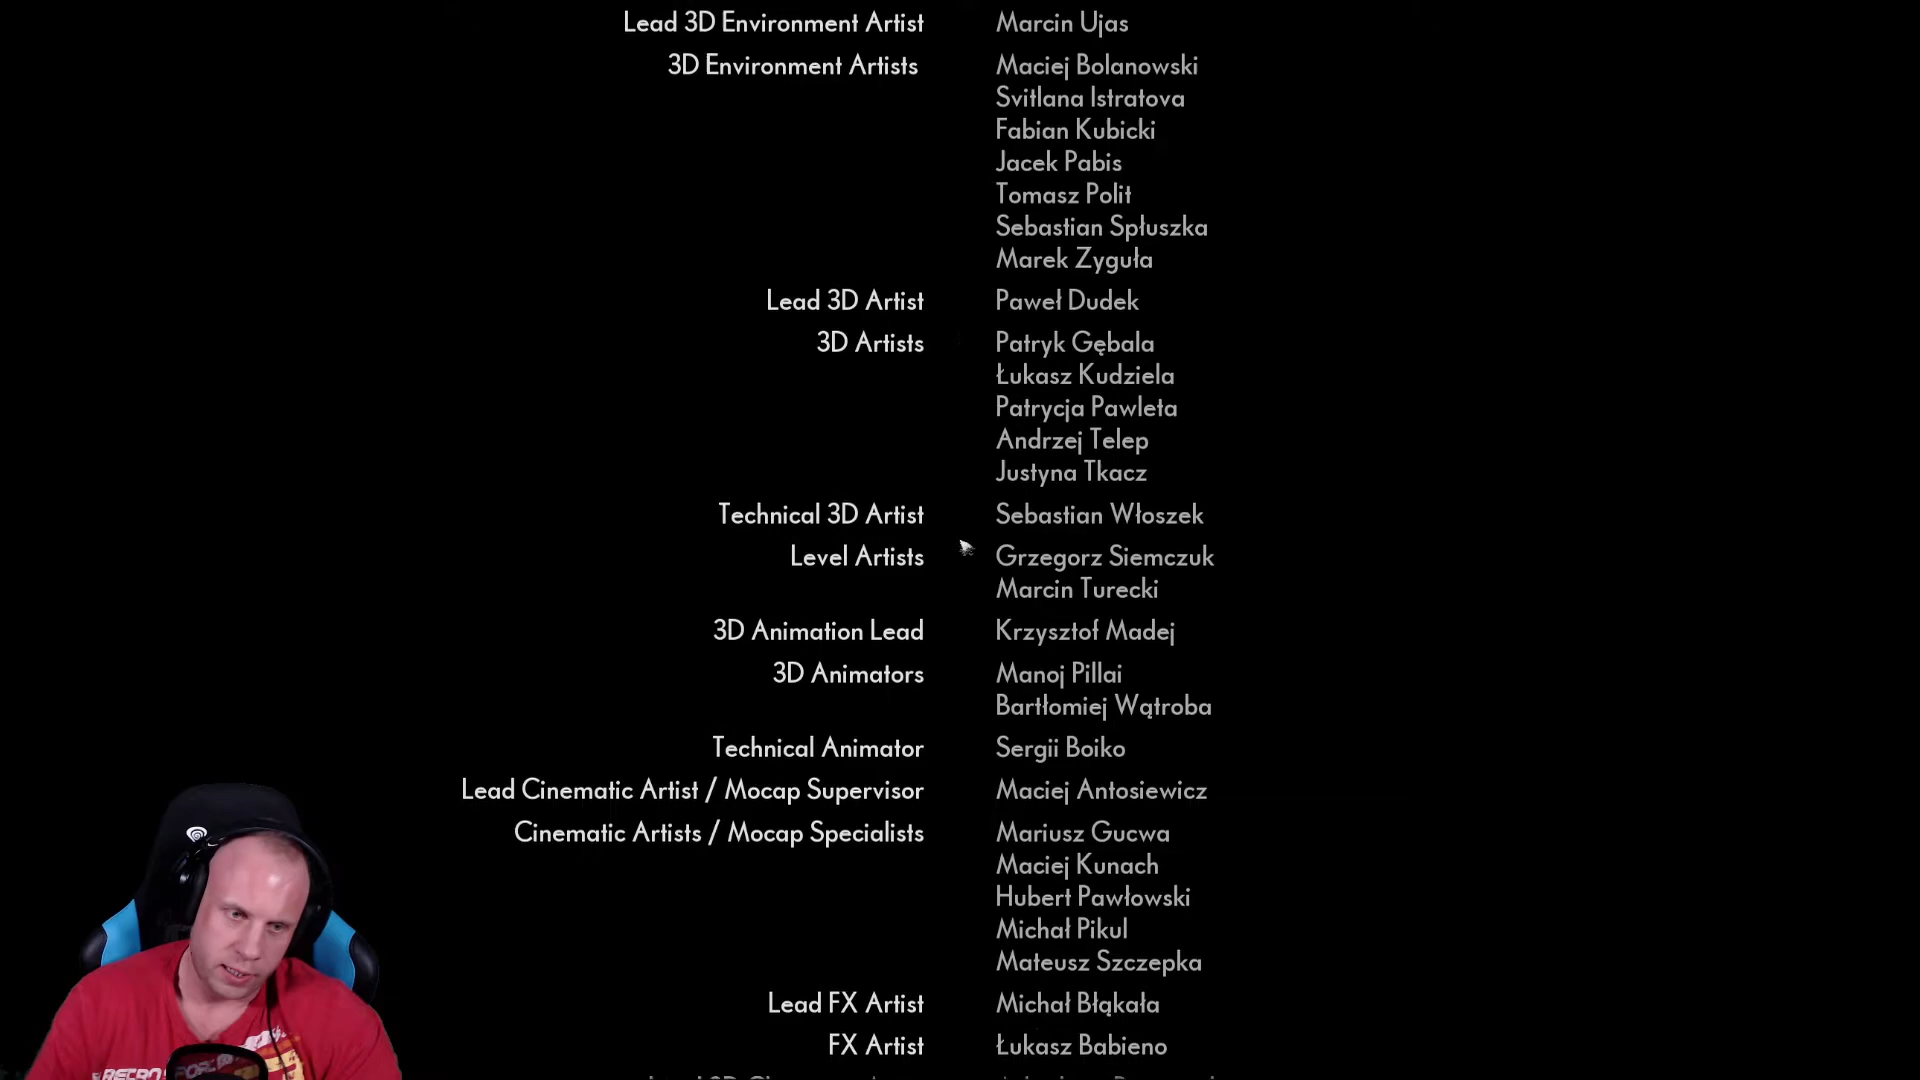 Lead 3D Environment Artist Marcin Ujas
3D Environment Artists Maciej Bolanowski
Svitlana Istratova
Fabian Kubicki
Jacek Pabis
Tomasz Polit
Sebastian Spłuszka
Marek Zyguła
Lead 3D Artist Paweł Dudek
3D Artists Patryk Gębala
Łukasz Kudziela
Patrycja Pawleta
Andrzej Telep
Justyna Tkacz
Technical 3D Artist Sebastian Włoszek
Level Artists Grzegorz Siemczuk
Marcin Turecki
3D Animation Lead Krzysztof Madej
3D Animators Manoj Pillai
Bartłomiej Wątroba
Technical Animator Sergii Boiko
Lead Cinematic Artist / Mocap Supervisor Maciej Antosiewicz
Cinematic Artists / Mocap Specialists Mariusz Gucwa
Maciej Kunach
Hubert Pawłowski
Michał Pikul
Mateusz Szczepka
Lead FX Artist Michał Błąkała
FX Artist Łukasz Babieno
RETRO